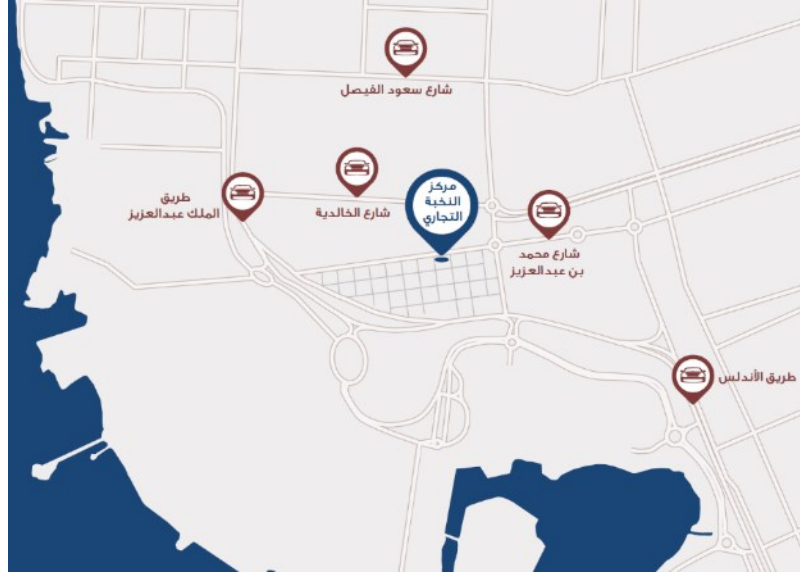 شارع سعود الفيصل
مركز
النخبة
التجاري
طريق
الملك عبدالعزيز
شارع الخالدية
شارع محمد
بن عبدالعزيز
طريق الأندلس